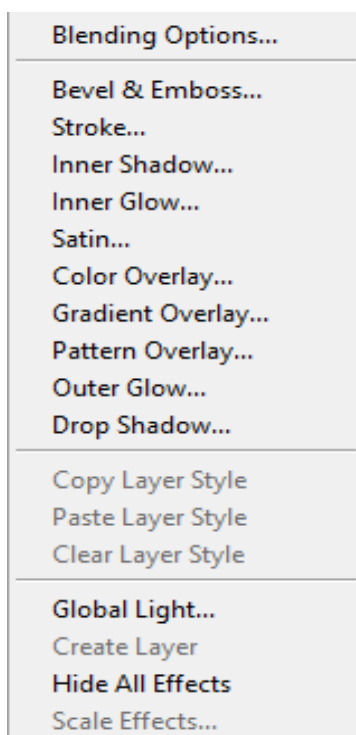 Blending Options...
Bevel & Emboss...
Stroke...
Inner Shadow...
Inner Glow...
Satin...
Color Overlay...
Gradient Overlay...
Pattern Overlay...
Outer Glow...
Drop Shadow...
Copy Layer Style
Paste Layer Style
Clear Layer Style
Global Light...
Create Layer
Hide All Effects
Scale Effects...